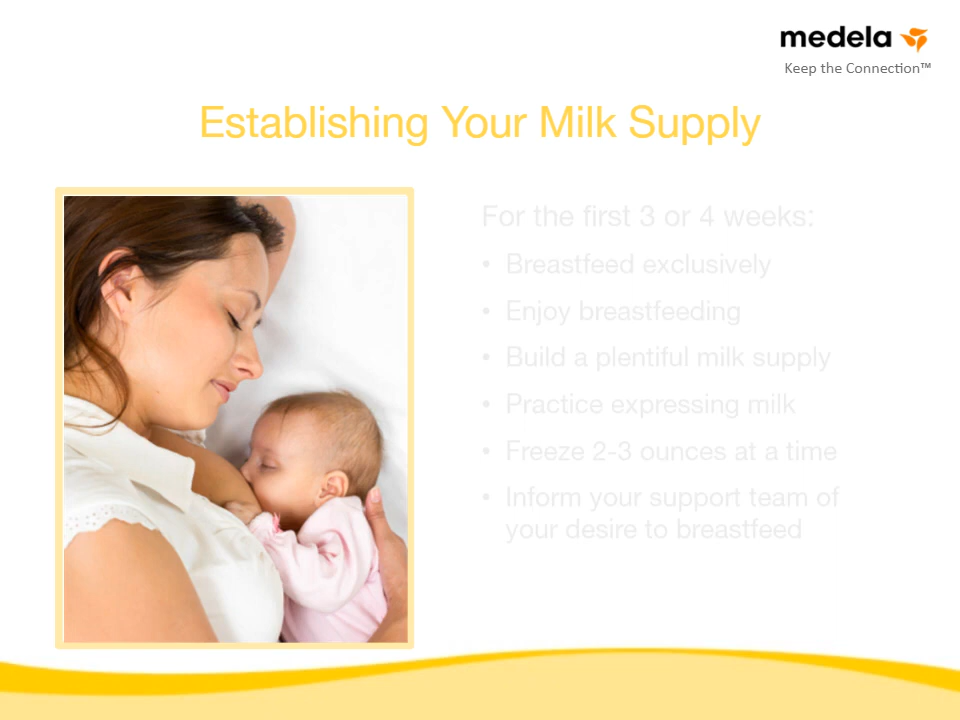 medela
Keep the Connection™
Establishing Your Milk Supply
For the first 3 or 4 weeks:
• Breastfeed exclusively
• Enjoy breastfeeding
• Build a plentiful milk supply
• Practice expressing milk
• Freeze 2-3 ounces at a time
• Inform your support team of
your desire to breastfeed